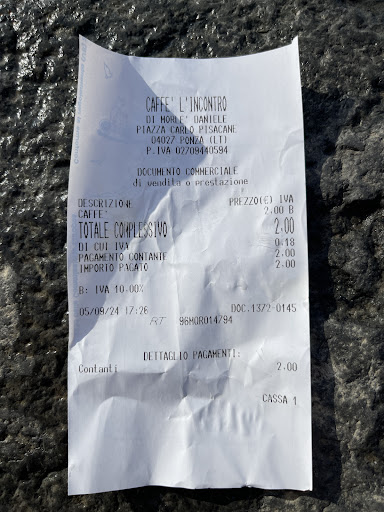 CAFFE' L'INCONTRO
DI MORLE' DANIELE
PIAZZA CARLO PISACANE
04027 PONZA (LT)
P.IVA 02709440594
DOCUMENTO COMMERCIALE
di vendita o prestazione
DESCRIZIONE PREZZO(€) IVA
CAFFE' 2,00 B
TOTALE COMPLESSIVO 2,00
DI CUI IVA 0,18
PAGAMENTO CONTANTE 2,00
IMPORTO PAGATO 2,00
B: IVA 10,00%
05/09/24 17:26 DOC.1372-0145
RT 96MOR014794
DETTAGLIO PAGAMENTI:
Contanti 2,00
CASSA 1